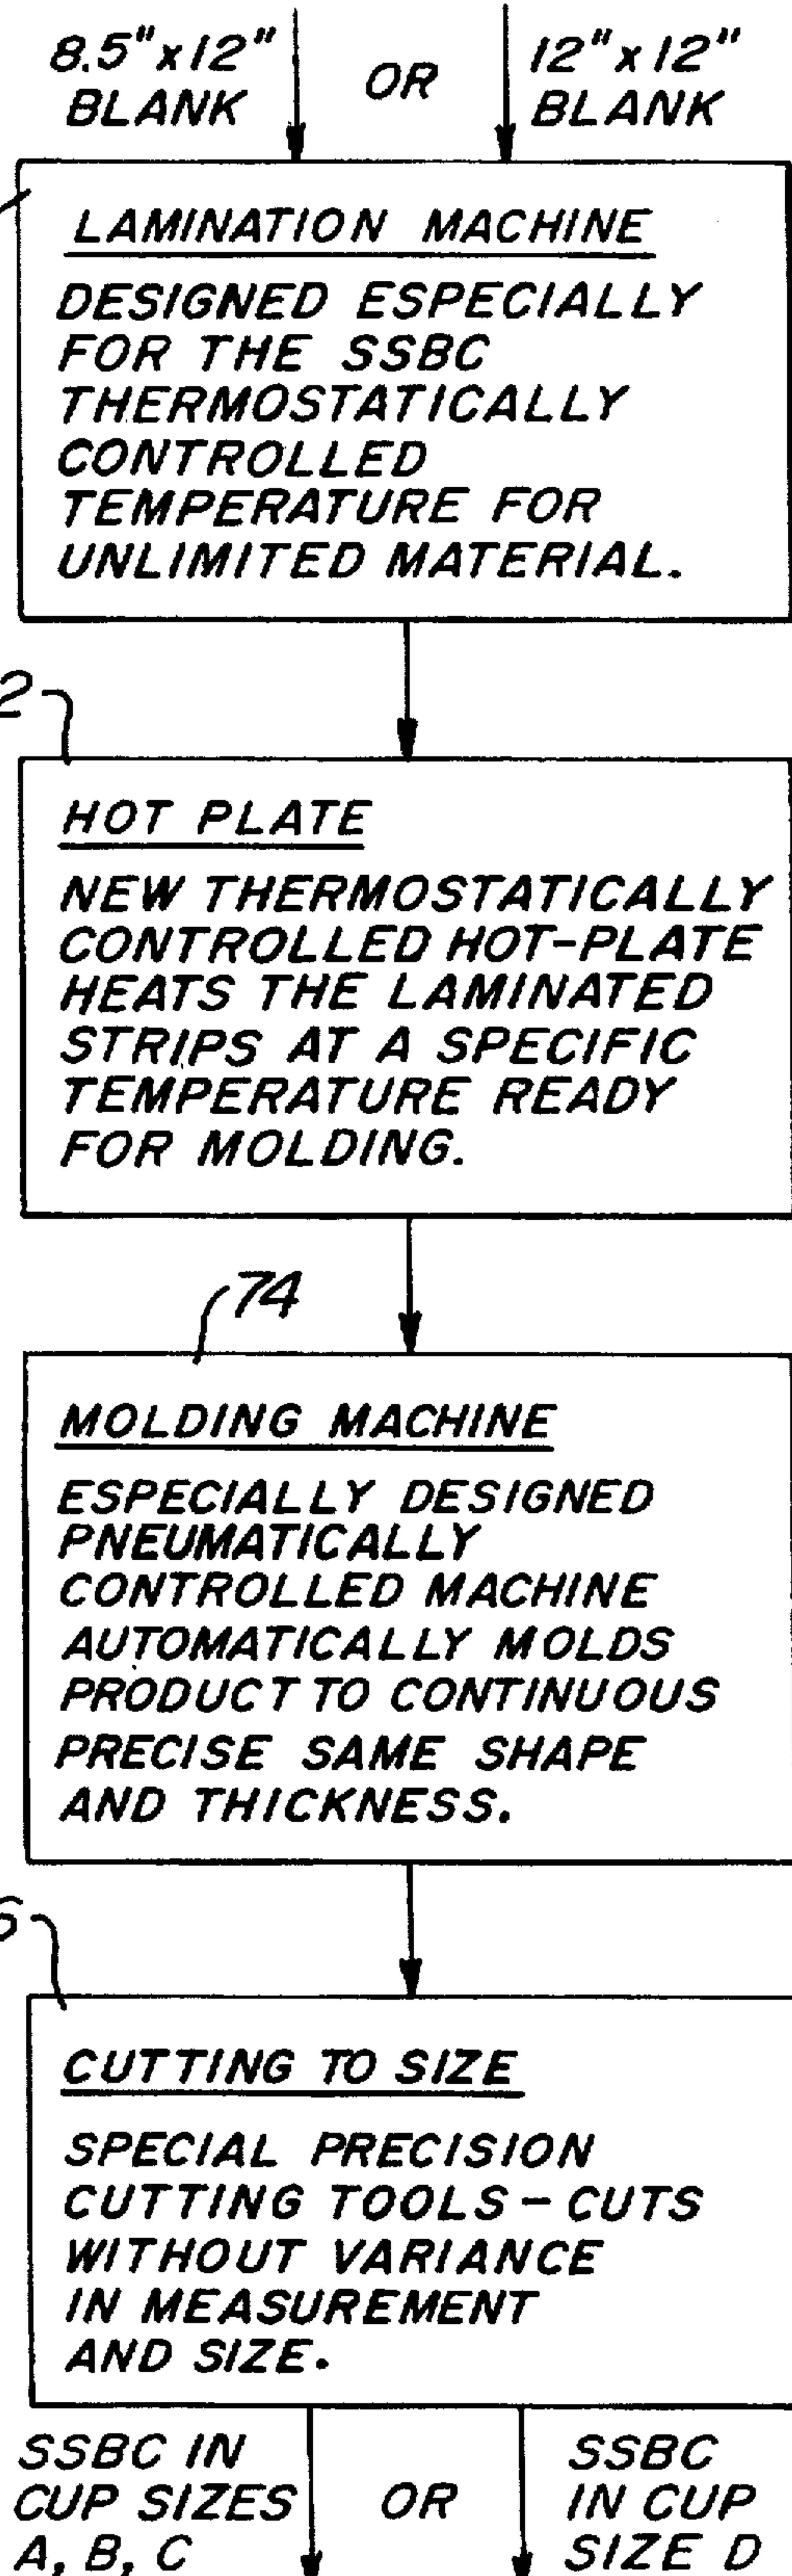 8.5"x12" OR 12"x12"
BLANK BLANK
LAMINATION MACHINE
DESIGNED ESPECIALLY
FOR THE SSBC
THERMOSTATICALLY
CONTROLLED
TEMPERATURE FOR
UNLIMITED MATERIAL.
2
HOT PLATE
NEW THERMOSTATICALLY
CONTROLLED HOT-PLATE
HEATS THE LAMINATED
STRIPS AT A SPECIFIC
TEMPERATURE READY
FOR MOLDING.
74
MOLDING MACHINE
ESPECIALLY DESIGNED
PNEUMATICALLY
CONTROLLED MACHINE
AUTOMATICALLY MOLDS
PRODUCT TO CONTINUOUS
PRECISE SAME SHAPE
AND THICKNESS.
6
CUTTING TO SIZE
SPECIAL PRECISION
CUTTING TOOLS - CUTS
WITHOUT VARIANCE
IN MEASUREMENT
AND SIZE.
SSBC IN SSBC
CUP SIZES OR IN CUP
A, B, C SIZE D